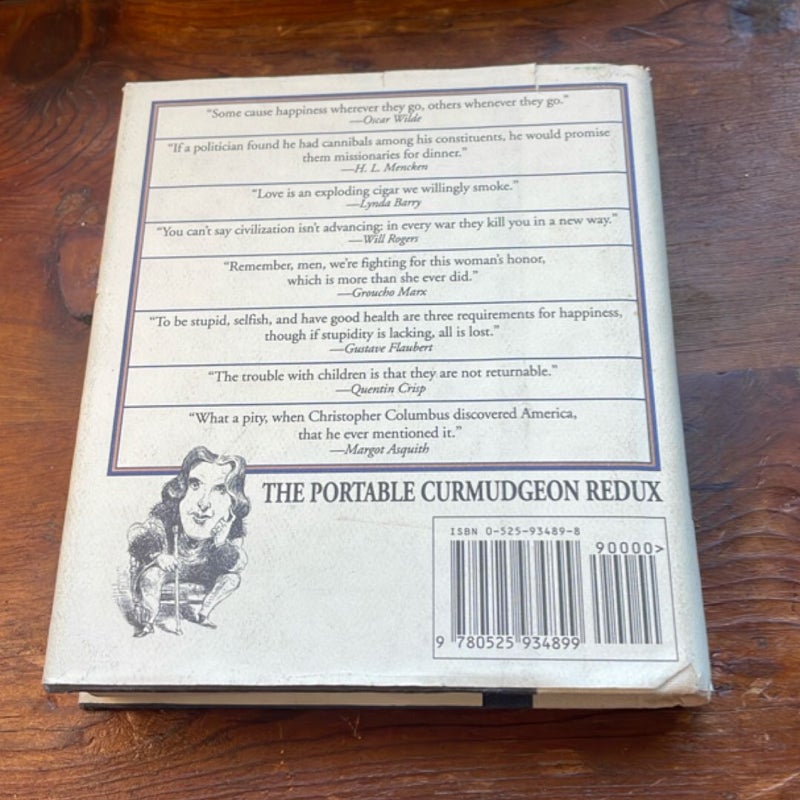 “Some cause happiness wherever they go, others whenever they go.”
—Oscar Wilde
“If a politician found he had cannibals among his constituents, he would promise
them missionaries for dinner.”
—H. L. Mencken
“Love is an exploding cigar we willingly smoke.”
—Lynda Barry
“You can’t say civilization isn’t advancing: in every war they kill you in a new way.”
—Will Rogers
“Remember, men, we’re fighting for this woman’s honor,
which is more than she ever did.”
—Groucho Marx
“To be stupid, selfish, and have good health are three requirements for happiness,
though if stupidity is lacking, all is lost.”
—Gustave Flaubert
“The trouble with children is that they are not returnable.”
—Quentin Crisp
“What a pity, when Christopher Columbus discovered America,
that he ever mentioned it.”
—Margot Asquith
THE PORTABLE CURMUDGEON REDUX
ISBN 0-525-93489-8
90000>
9 780525 934899